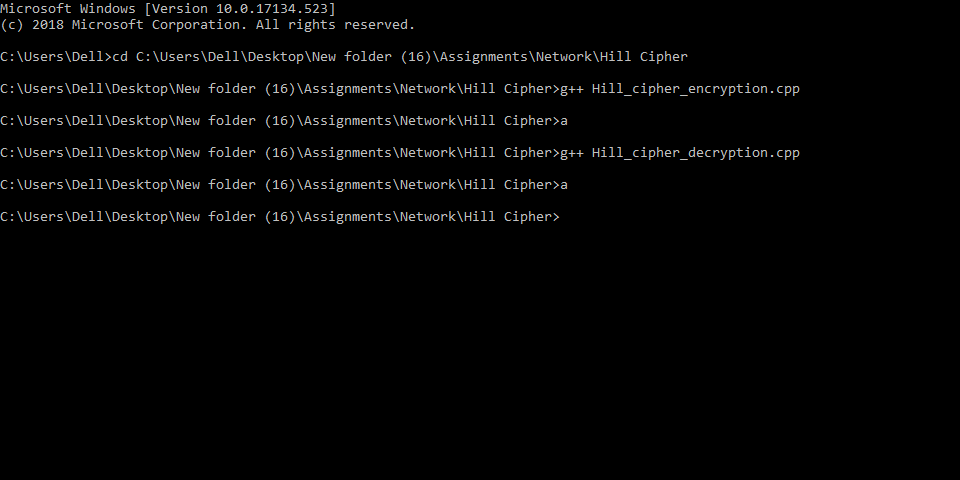 Microsoft Windows [Version 10.0.17134.523]
(c) 2018 Microsoft Corporation. All rights reserved.
C:\Users\Dell>cd C:\Users\Dell\Desktop\New folder (16)\Assignments\Network\Hill Cipher
C:\Users\Dell\Desktop\New folder (16)\Assignments\Network\Hill Cipher>g++ Hill_cipher_encryption.cpp
C:\Users\Dell\Desktop\New folder (16)\Assignments\Network\Hill Cipher>a
C:\Users\Dell\Desktop\New folder (16)\Assignments\Network\Hill Cipher>g++ Hill_cipher_decryption.cpp
C:\Users\Dell\Desktop\New folder (16)\Assignments\Network\Hill Cipher>a
C:\Users\Dell\Desktop\New folder (16)\Assignments\Network\Hill Cipher>